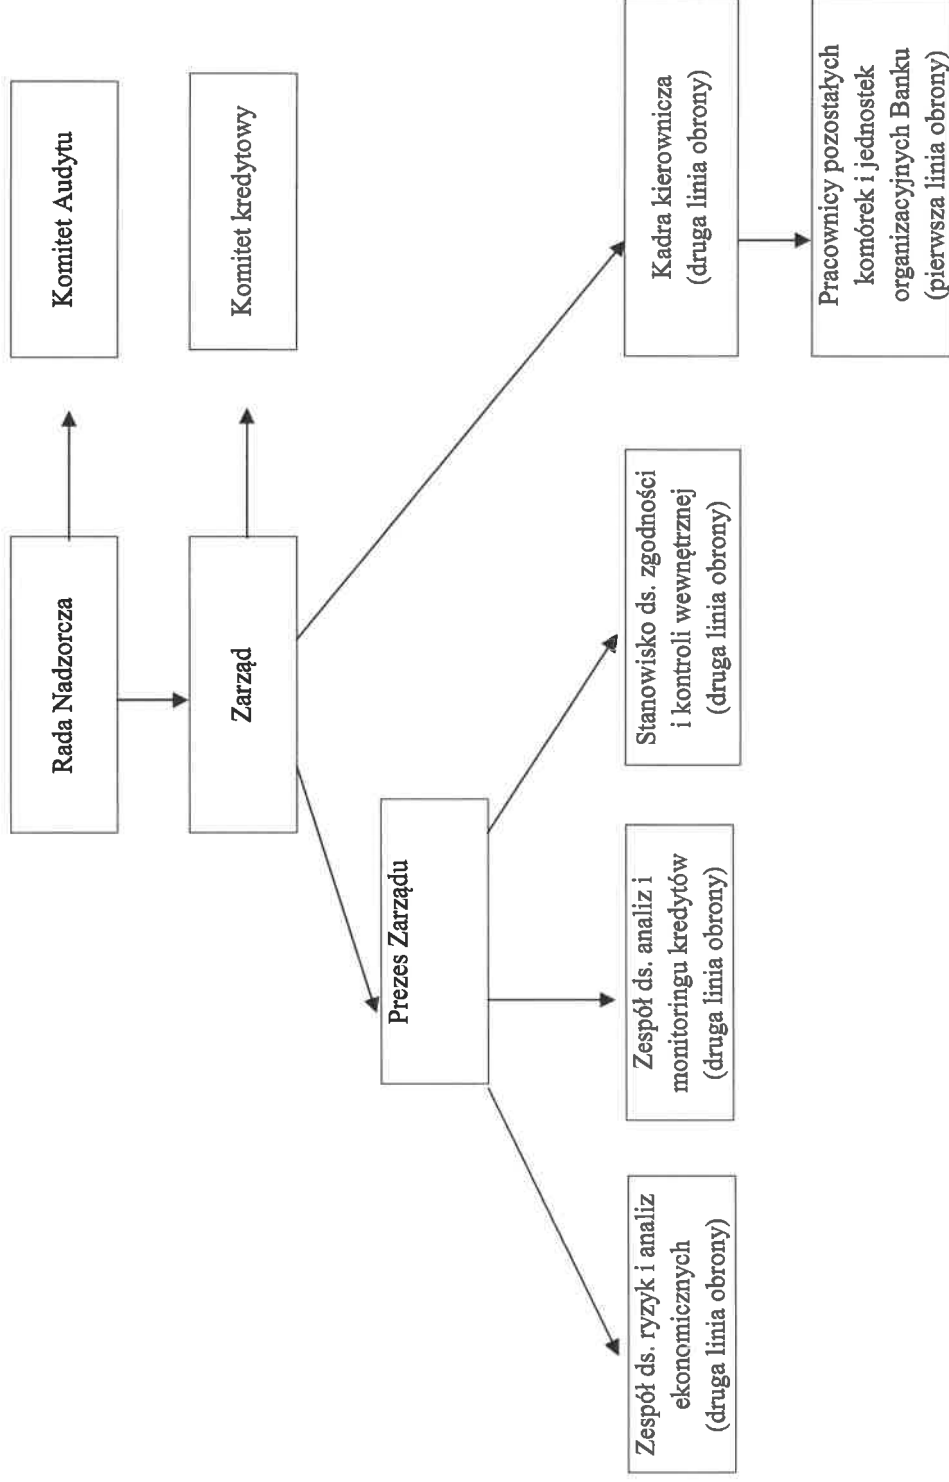 Rada Nadzorcza
Komitet Audytu
Zarząd
Komitet kredytowy
Prezes Zarządu
Zespół ds. ryzyk i analiz
ekonomicznych
(druga linia obrony)
Zespół ds. analiz i
monitoringu kredytów
(druga linia obrony)
Stanowisko ds. zgodności
i kontroli wewnętrznej
(druga linia obrony)
Kadra kierownicza
(druga linia obrony)
Pracownicy pozostałych
komórek i jednostek
organizacyjnych Banku
(pierwsza linia obrony)